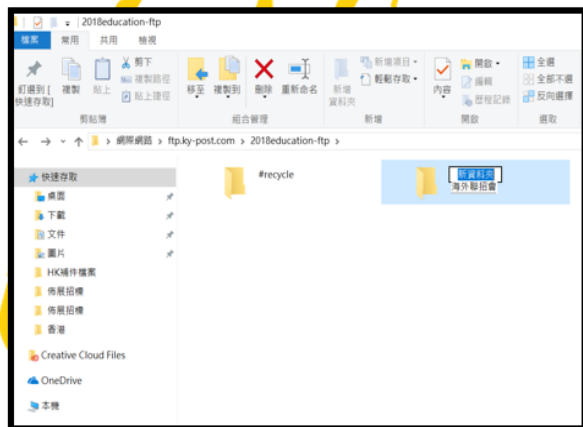 2018education-ftp
檔案 常用 共用 檢視
釘選到 [快速存取]
複製
貼上
剪下
複製路徑
貼上捷徑
剪貼簿
移至 複製到 刪除 重新命名
組合管理
新增資料夾
新增項目
輕鬆存取
新增
內容
開啟
編輯
歷程記錄
開啟
全選
全部不選
反向選擇
選取
網際網路 > ftp.ky-post.com > 2018education-ftp >
快速存取
桌面
下載
文件
圖片
HK補件檔案
佈展招標
佈展招標
香港
Creative Cloud Files
OneDrive
本機
#recycle
新資料夾
海外聯招會